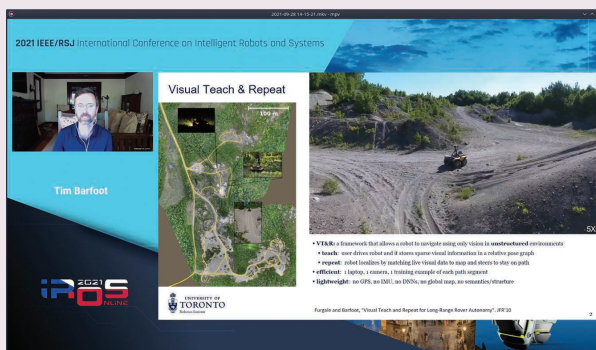 2021-09-28 14-15-21.mkv - mpv
2021 IEEE/RSJ International Conference on Intelligent Robots and Systems
Visual Teach & Repeat
100 m
5X
Tim Barfoot
• VT&R: a framework that allows a robot to navigate using only vision in unstructured environments
• teach: user drives robot and it stores sparse visual information in a relative pose graph
• repeat: robot localizes by matching live visual data to map and steers to stay on path
• efficient: 1 laptop, 1 camera, 1 training example of each path segment
• lightweight: no GPS, no IMU, no DNNs, no global map, no semantics/structure
IROS
2021
ONLINE
UNIVERSITY OF
TORONTO
Robotics Institute
Furgale and Barfoot, "Visual Teach and Repeat for Long-Range Rover Autonomy". JFR'10